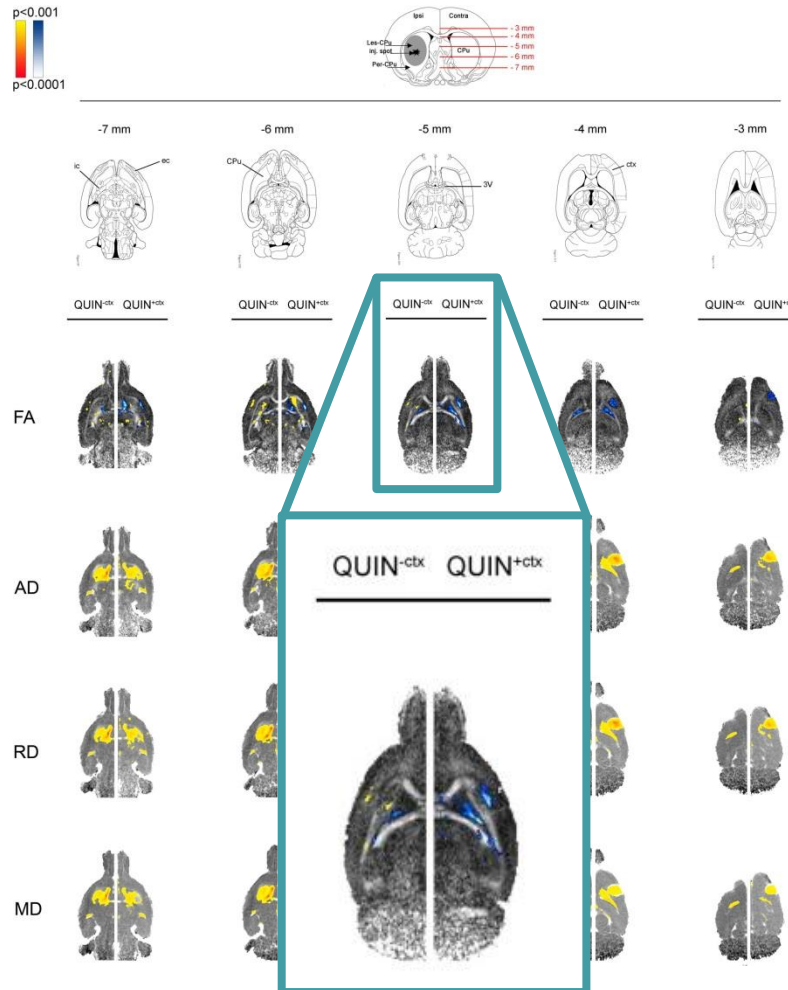 p<0.001
p<0.0001
Ipsi Contra
Les-CPu
inj. spot
Per-CPu
CPu
- 3 mm
- 4 mm
- 5 mm
- 6 mm
- 7 mm
-7 mm -6 mm -5 mm -4 mm -3 mm
ic ec CPu 3V ctx
QUIN-ctx QUIN+ctx QUIN-ctx QUIN+ctx QUIN-ctx QUIN+ctx QUIN-ctx QUIN+ctx QUIN-ctx
FA
AD
QUIN-ctx QUIN+ctx
RD
MD